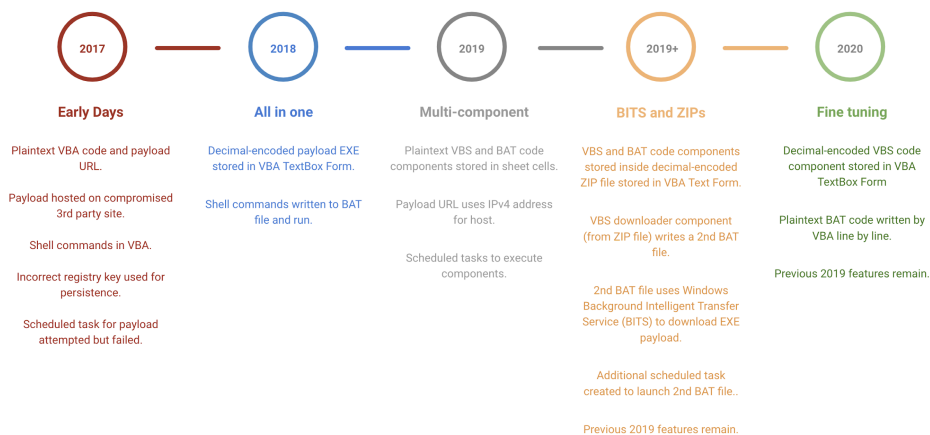 2017
2018
2019
2019+
2020
Early Days
Plaintext VBA code and payload
URL.
Payload hosted on compromised
3rd party site.
Shell commands in VBA.
Incorrect registry key used for
persistence.
Scheduled task for payload
attempted but failed.
All in one
Decimal-encoded payload EXE
stored in VBA TextBox Form.
Shell commands written to BAT
file and run.
Multi-component
Plaintext VBS and BAT code
components stored in sheet cells.
Payload URL uses IPv4 address
for host.
Scheduled tasks to execute
components.
BITS and ZIPs
VBS and BAT code components
stored inside decimal-encoded
ZIP file stored in VBA Text Form.
VBS downloader component
(from ZIP file) writes a 2nd BAT
file.
2nd BAT file uses Windows
Background Intelligent Transfer
Service (BITS) to download EXE
payload.
Additional scheduled task
created to launch 2nd BAT file..
Previous 2019 features remain.
Fine tuning
Decimal-encoded VBS code
component stored in VBA
TextBox Form
Plaintext BAT code written by
VBA line by line.
Previous 2019 features remain.